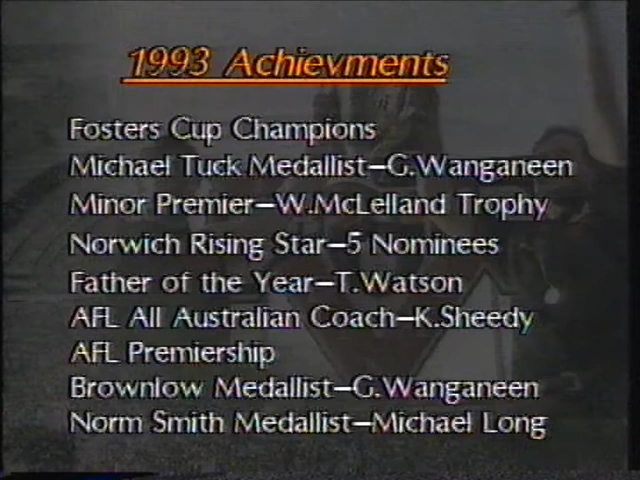 1993 Achievments
Fosters Cup Champions
Michael Tuck Medallist–G.Wanganeen
Minor Premier–W.McLelland Trophy
Norwich Rising Star–5 Nominees
Father of the Year–T.Watson
AFL All Australian Coach–K.Sheedy
AFL Premiership
Brownlow Medallist–G.Wanganeen
Norm Smith Medallist–Michael Long